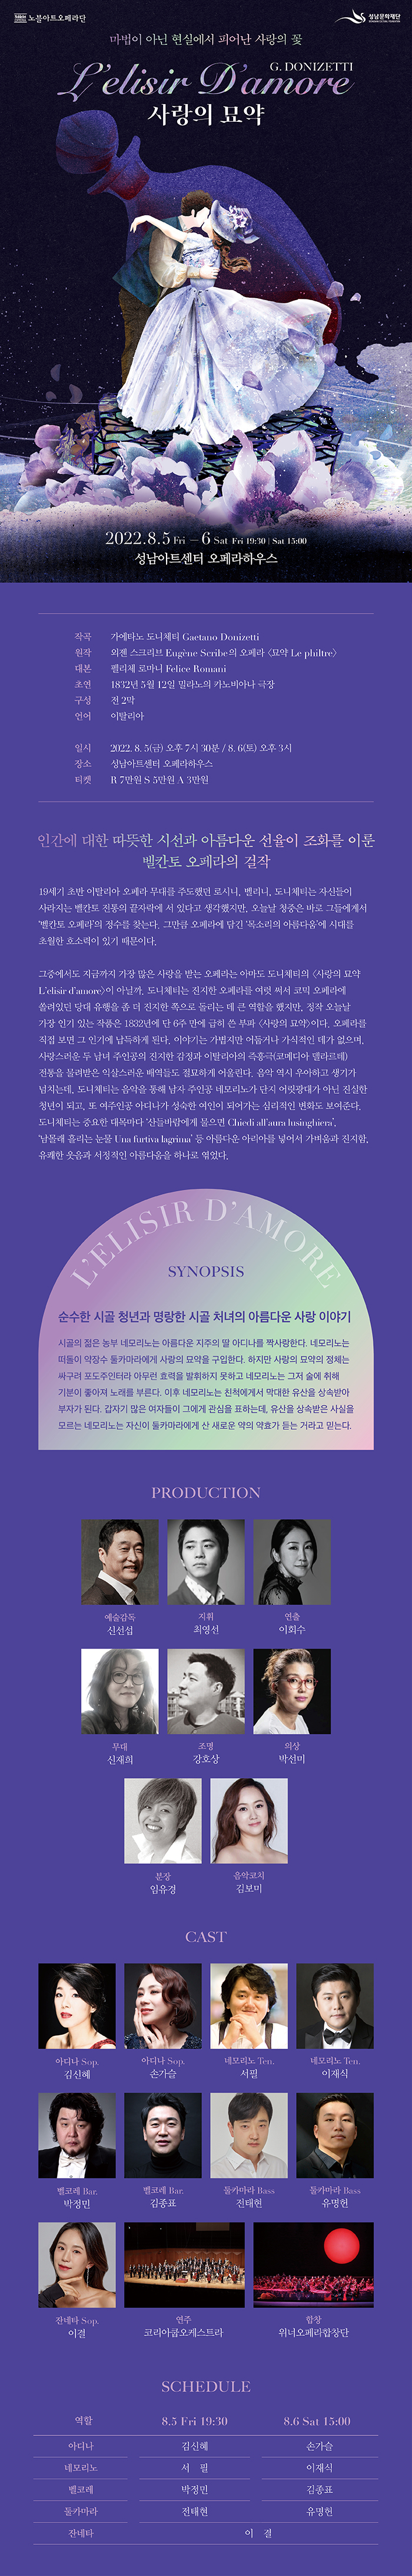 노블아트오페라단
성남문화재단
마법이 아닌 현실에서 피어난 사랑의 꽃
G. DONIZETTI
L'elisir D'amore
사랑의 묘약
2022.8.5 Fri – 6 Sat Fri 19:30 | Sat 15:00
성남아트센터 오페라하우스
작곡 가에타노 도니체티 Gaetano Donizetti
원작 외젠 스크리브 Eugène Scribe의 오페라 <묘약 Le philtre>
대본 펠리체 로마니 Felice Romani
초연 1832년 5월 12일 밀라노의 카노비아나 극장
구성 전 2막
언어 이탈리아
일시 2022. 8. 5(금) 오후 7시 30분 / 8. 6(토) 오후 3시
장소 성남아트센터 오페라하우스
티켓 R 7만원 S 5만원 A 3만원
인간에 대한 따뜻한 시선과 아름다운 선율이 조화를 이룬
벨칸토 오페라의 걸작
19세기 초반 이탈리아 오페라 무대를 주도했던 로시니, 벨리니, 도니체티는 자신들이
사라지는 벨칸토 전통의 끝자락에 서 있다고 생각했지만, 오늘날 청중은 바로 그들에게서
'벨칸토 오페라'의 정수를 찾는다. 그만큼 오페라에 담긴 '목소리의 아름다움'에 시대를
초월한 호소력이 있기 때문이다.
그중에서도 지금까지 가장 많은 사랑을 받는 오페라는 아마도 도니체티의 <사랑의 묘약
L'elisir d'amore>이 아닐까. 도니체티는 진지한 오페라를 여럿 써서 코믹 오페라에
쏠려있던 당대 유행을 좀 더 진지한 쪽으로 돌리는 데 큰 역할을 했지만, 정작 오늘날
가장 인기 있는 작품은 1832년에 단 6주 만에 급히 쓴 부파 <사랑의 묘약>이다. 오페라를
직접 보면 그 인기에 납득하게 된다. 이야기는 가볍지만 어둡거나 가식적인 데가 없으며,
사랑스러운 두 남녀 주인공의 진지한 감정과 이탈리아의 즉흥극(코메디아 델라르테)
전통을 물려받은 익살스러운 배역들도 절묘하게 어울린다. 음악 역시 우아하고 생기가
넘치는데, 도니체티는 음악을 통해 남자 주인공 네모리노가 단지 어릿광대가 아닌 진실한
청년이 되고, 또 여주인공 아디나가 성숙한 여인이 되어가는 심리적인 변화도 보여준다.
도니체티는 중요한 대목마다 '산들바람에게 물으면 Chiedi all'aura lusinghiera',
'남몰래 흘리는 눈물 Una furtiva lagrima' 등 아름다운 아리아를 넣어서 가벼움과 진지함,
유쾌한 웃음과 서정적인 아름다움을 하나로 엮었다.
L'ELISIR D'AMORE
SYNOPSIS
순수한 시골 청년과 명랑한 시골 처녀의 아름다운 사랑 이야기
시골의 젊은 농부 네모리노는 아름다운 지주의 딸 아디나를 짝사랑한다. 네모리노는
떠돌이 약장수 둘카마라에게 사랑의 묘약을 구입한다. 하지만 사랑의 묘약의 정체는
싸구려 포도주인터라 아무런 효력을 발휘하지 못하고 네모리노는 그저 술에 취해
기분이 좋아져 노래를 부른다. 이후 네모리노는 친척에게서 막대한 유산을 상속받아
부자가 된다. 갑자기 많은 여자들이 그에게 관심을 표하는데, 유산을 상속받은 사실을
모르는 네모리노는 자신이 둘카마라에게 산 새로운 약의 약효가 듣는 거라고 믿는다.
PRODUCTION
예술감독 지휘 연출
신선섭 최영선 이회수
무대 조명 의상
신재희 강호상 박선미
분장 음악코치
임유경 김보미
CAST
아디나 Sop. 아디나 Sop. 네모리노 Ten. 네모리노 Ten.
김신혜 손가슬 서필 이재식
벨코레 Bar. 벨코레 Bar. 둘카마라 Bass 둘카마라 Bass
박정민 김종표 전태현 유명헌
잔네타 Sop. 연주 합창
이결 코리아쿱오케스트라 위너오페라합창단
SCHEDULE
역할 8.5 Fri 19:30 8.6 Sat 15:00
아디나 김신혜 손가슬
네모리노 서 필 이재식
벨코레 박정민 김종표
둘카마라 전태현 유명헌
잔네타 이 결